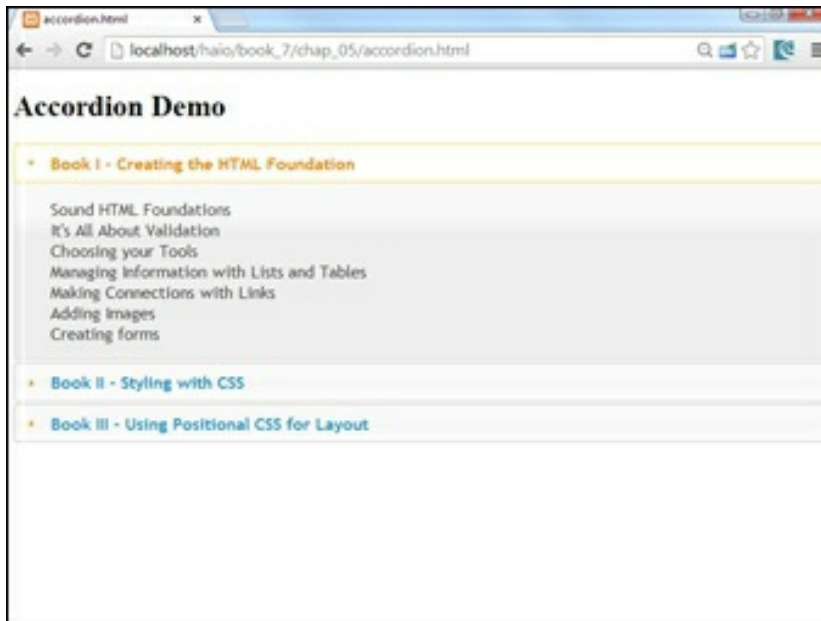 accordion.html
localhost/haio/book_7/chap_05/accordion.html
Accordion Demo
Book I - Creating the HTML Foundation
Sound HTML Foundations
It's All About Validation
Choosing your Tools
Managing Information with Lists and Tables
Making Connections with Links
Adding Images
Creating forms
Book II - Styling with CSS
Book III - Using Positional CSS for Layout